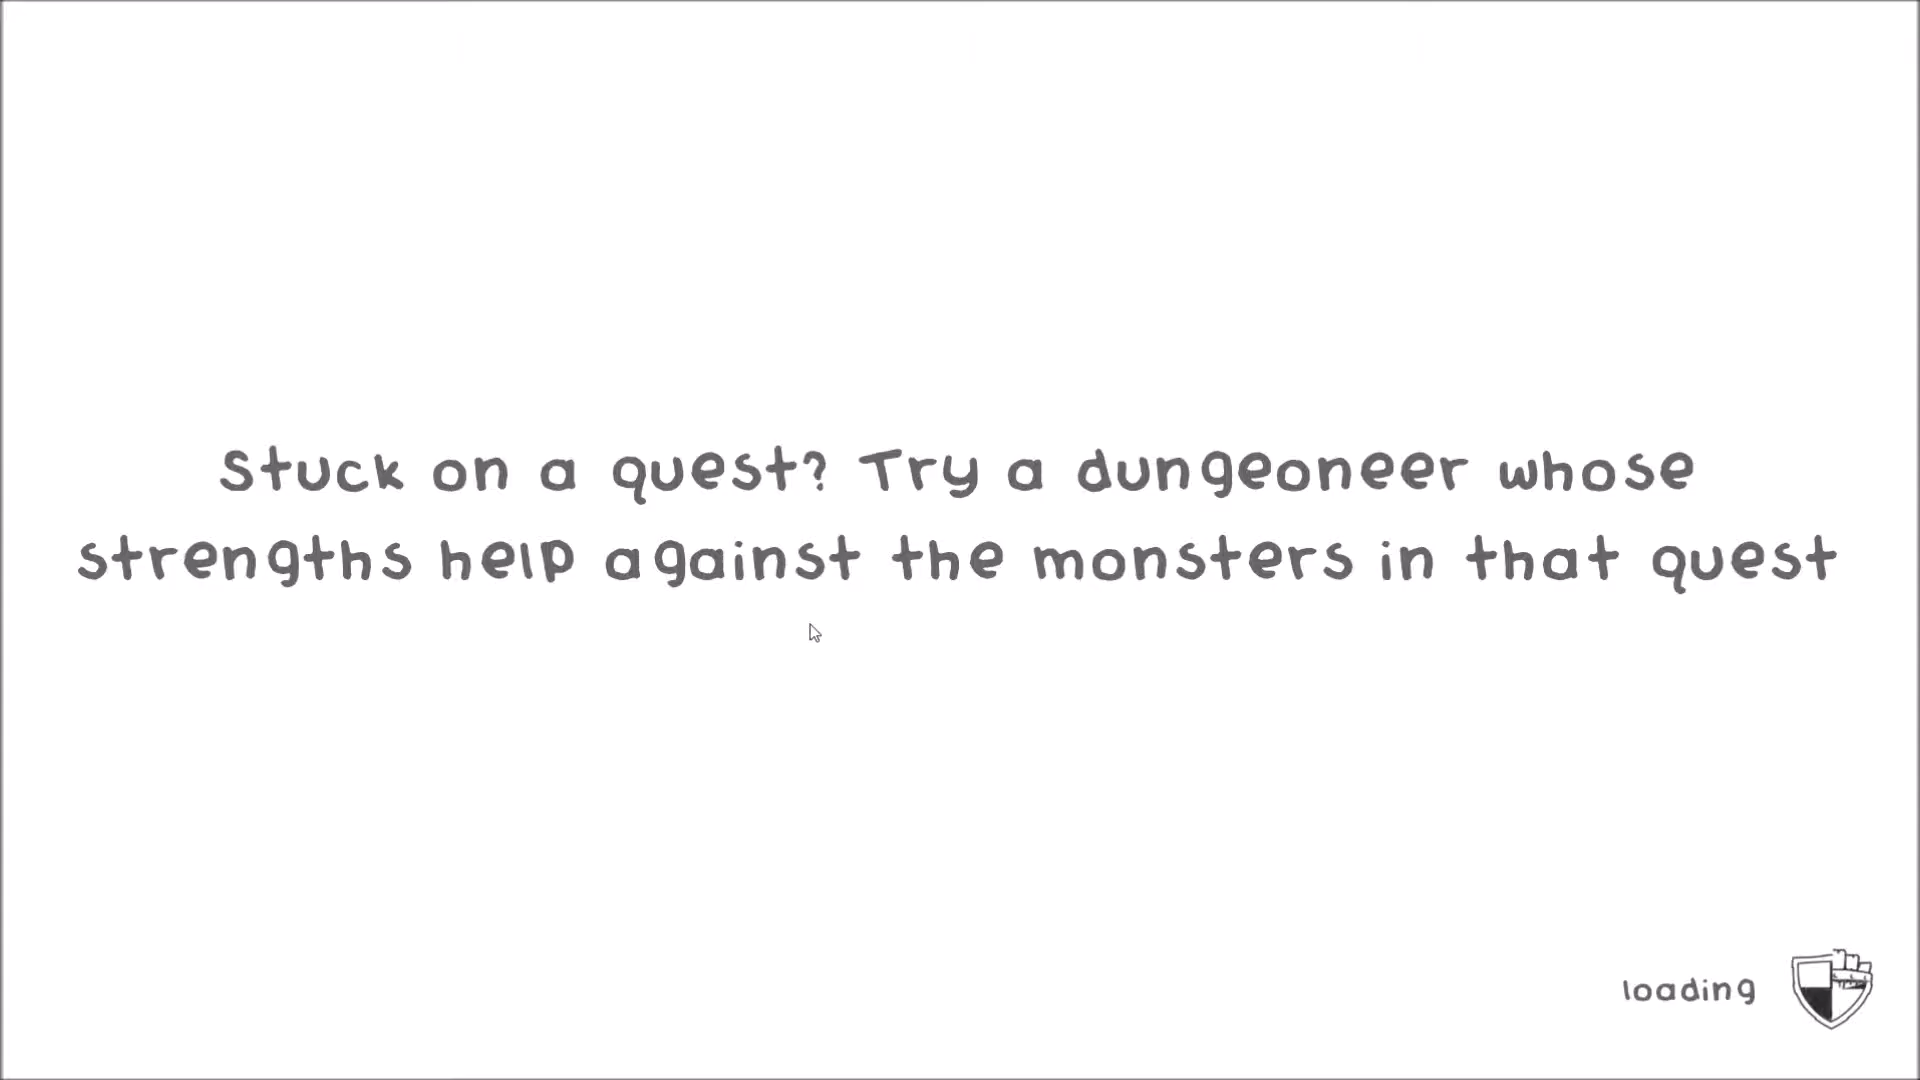 Stuck on a quest? Try a dungeoneer whose
strengths help against the monsters in that quest
loading